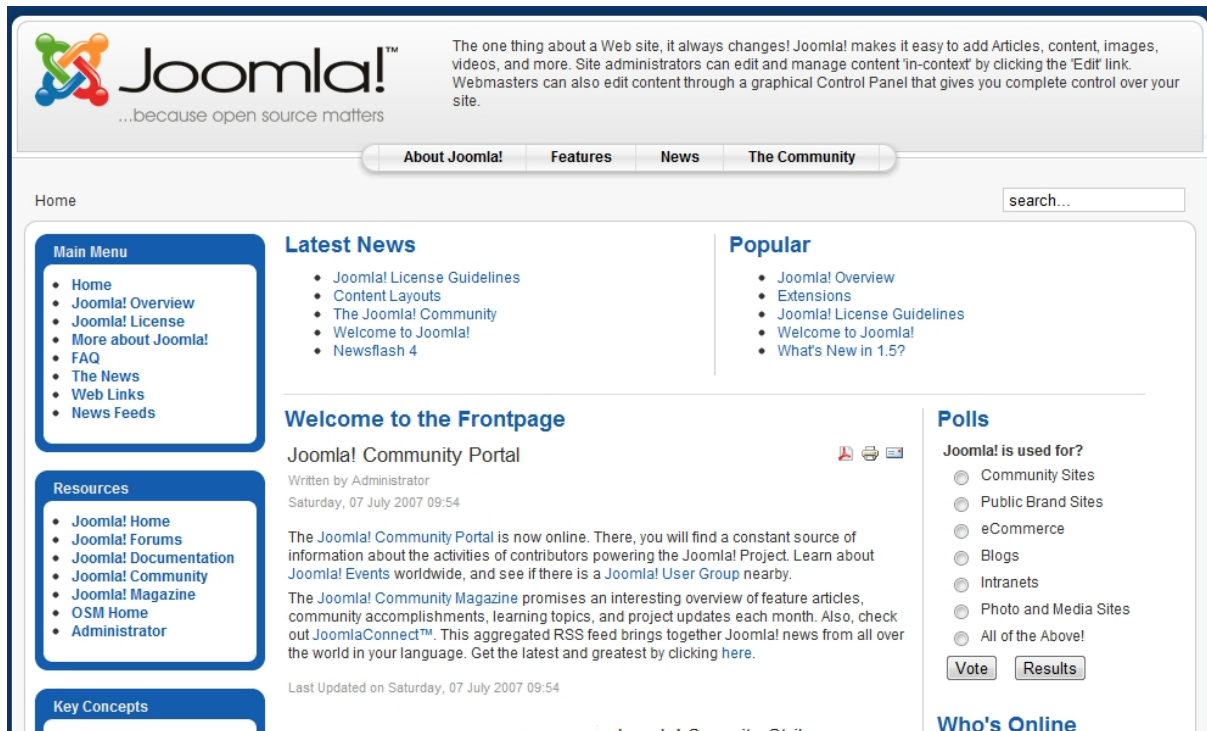 Joomla!™
...because open source matters
The one thing about a Web site, it always changes! Joomla! makes it easy to add Articles, content, images,
videos, and more. Site administrators can edit and manage content 'in-context' by clicking the 'Edit' link.
Webmasters can also edit content through a graphical Control Panel that gives you complete control over your
site.
About Joomla! Features News The Community
Home
search...
Main Menu
Home
Joomla! Overview
Joomla! License
More about Joomla!
FAQ
The News
Web Links
News Feeds
Resources
Joomla! Home
Joomla! Forums
Joomla! Documentation
Joomla! Community
Joomla! Magazine
OSM Home
Administrator
Key Concepts
Latest News
Joomla! License Guidelines
Content Layouts
The Joomla! Community
Welcome to Joomla!
Newsflash 4
Popular
Joomla! Overview
Extensions
Joomla! License Guidelines
Welcome to Joomla!
What's New in 1.5?
Welcome to the Frontpage
Joomla! Community Portal
Written by Administrator
Saturday, 07 July 2007 09:54
The Joomla! Community Portal is now online. There, you will find a constant source of
information about the activities of contributors powering the Joomla! Project. Learn about
Joomla! Events worldwide, and see if there is a Joomla! User Group nearby.
The Joomla! Community Magazine promises an interesting overview of feature articles,
community accomplishments, learning topics, and project updates each month. Also, check
out JoomlaConnect™. This aggregated RSS feed brings together Joomla! news from all over
the world in your language. Get the latest and greatest by clicking here.
Last Updated on Saturday, 07 July 2007 09:54
Polls
Joomla! is used for?
Community Sites
Public Brand Sites
eCommerce
Blogs
Intranets
Photo and Media Sites
All of the Above!
Vote Results
Who's Online